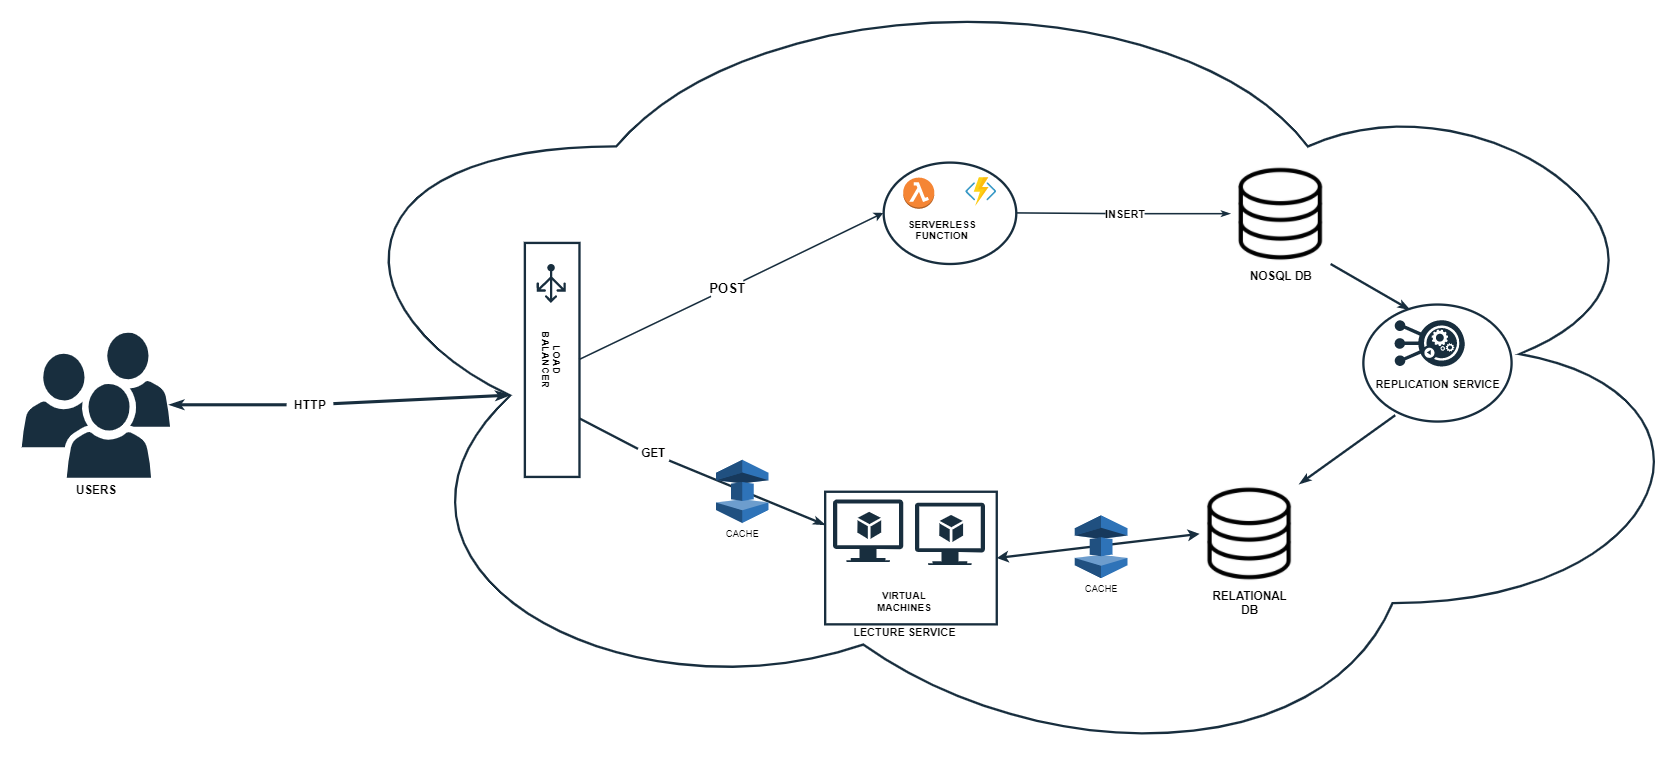 USERS
HTTP
LOAD
BALANCER
POST
GET
CACHE
SERVERLESS
FUNCTION
INSERT
NOSQL DB
REPLICATION SERVICE
VIRTUAL
MACHINES
LECTURE SERVICE
CACHE
RELATIONAL
DB